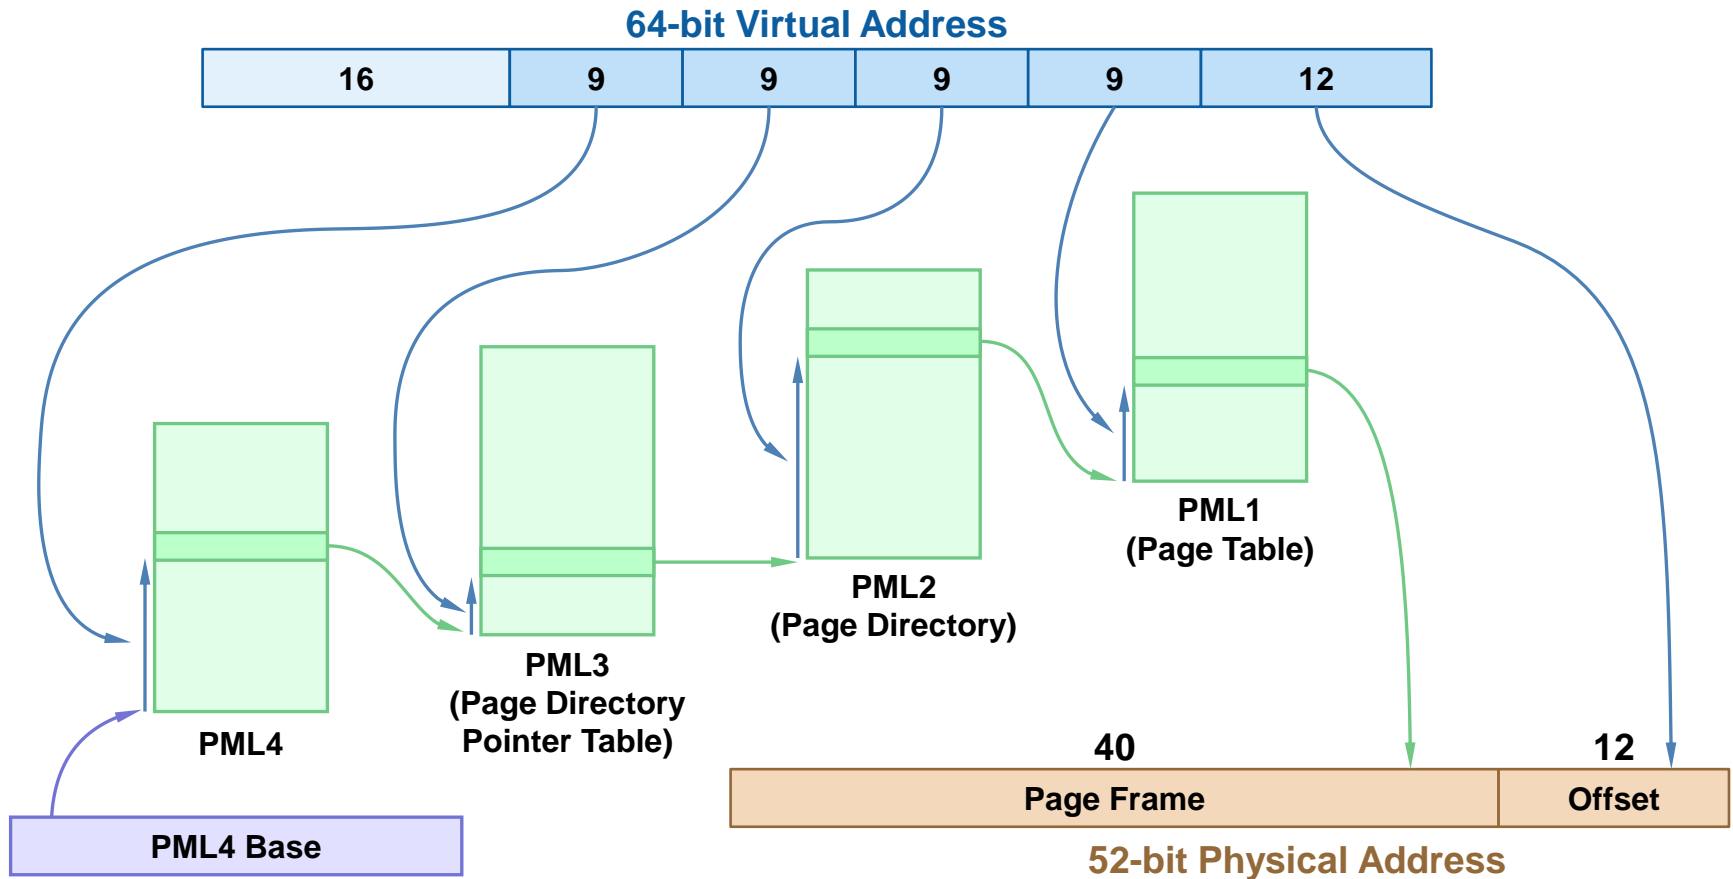 64-bit Virtual Address
16 9 9 9 9 12
PML1
(Page Table)
PML2
(Page Directory)
PML3
(Page Directory
Pointer Table)
PML4
40 12
Page Frame Offset
PML4 Base
52-bit Physical Address